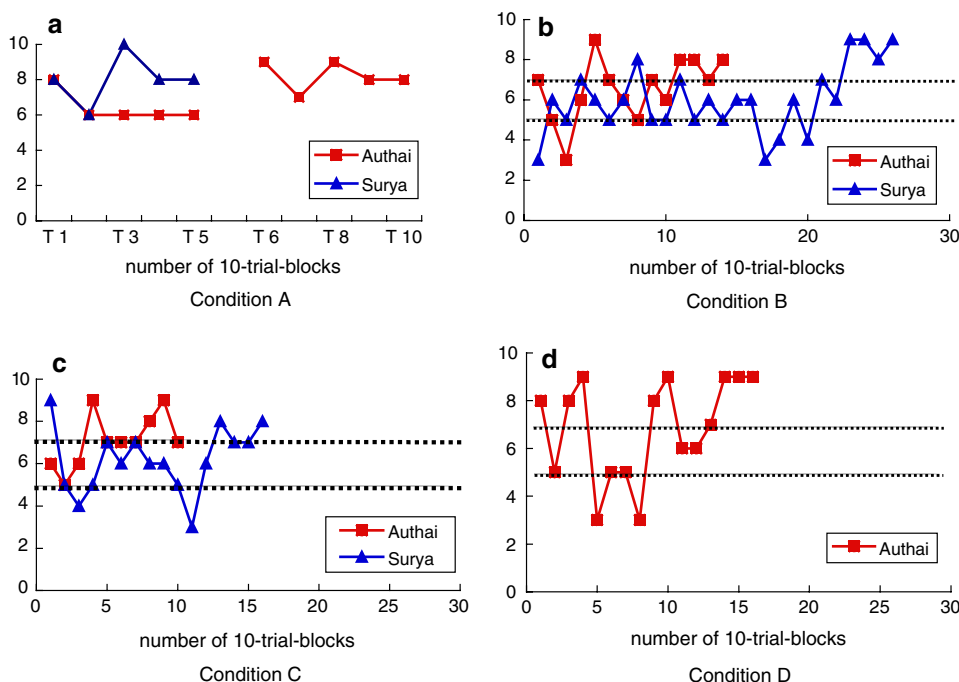 a
10
8
6
4
2
0
Authai
Surya
T 1
T 3
T 5
T 6
T 8
T 10
number of 10-trial-blocks
Condition A
b
10
8
6
4
2
0
Authai
Surya
0
10
20
30
number of 10-trial-blocks
Condition B
c
10
8
6
4
2
0
Authai
Surya
0
5
10
15
20
25
30
number of 10-trial-blocks
Condition C
d
10
8
6
4
2
0
Authai
0
5
10
15
20
25
30
number of 10-trial-blocks
Condition D